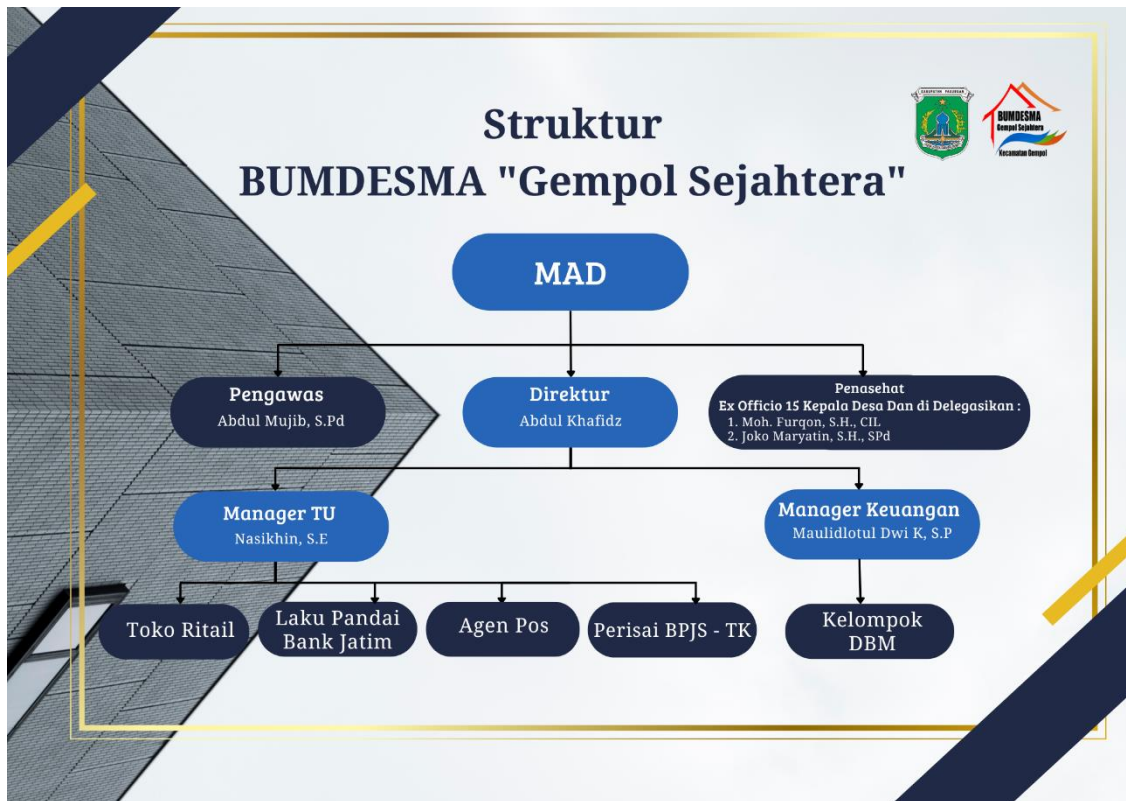 Struktur
BUMDESMA "Gempol Sejahtera"
KABUPATEN PASURUAN
BUMDESMA
Gempol Sejahtera
Kecamatan Gempol
MAD
Pengawas
Abdul Mujib, S.Pd
Direktur
Abdul Khafidz
Penasehat
Ex Officio 15 Kepala Desa Dan di Delegasikan :
1. Moh. Furqon, S.H., CIL
2. Joko Maryatin, S.H., SPd
Manager TU
Nasikhin, S.E
Manager Keuangan
Maulidlotul Dwi K, S.P
Toko Ritail
Laku Pandai
Bank Jatim
Agen Pos
Perisai BPJS - TK
Kelompok
DBM